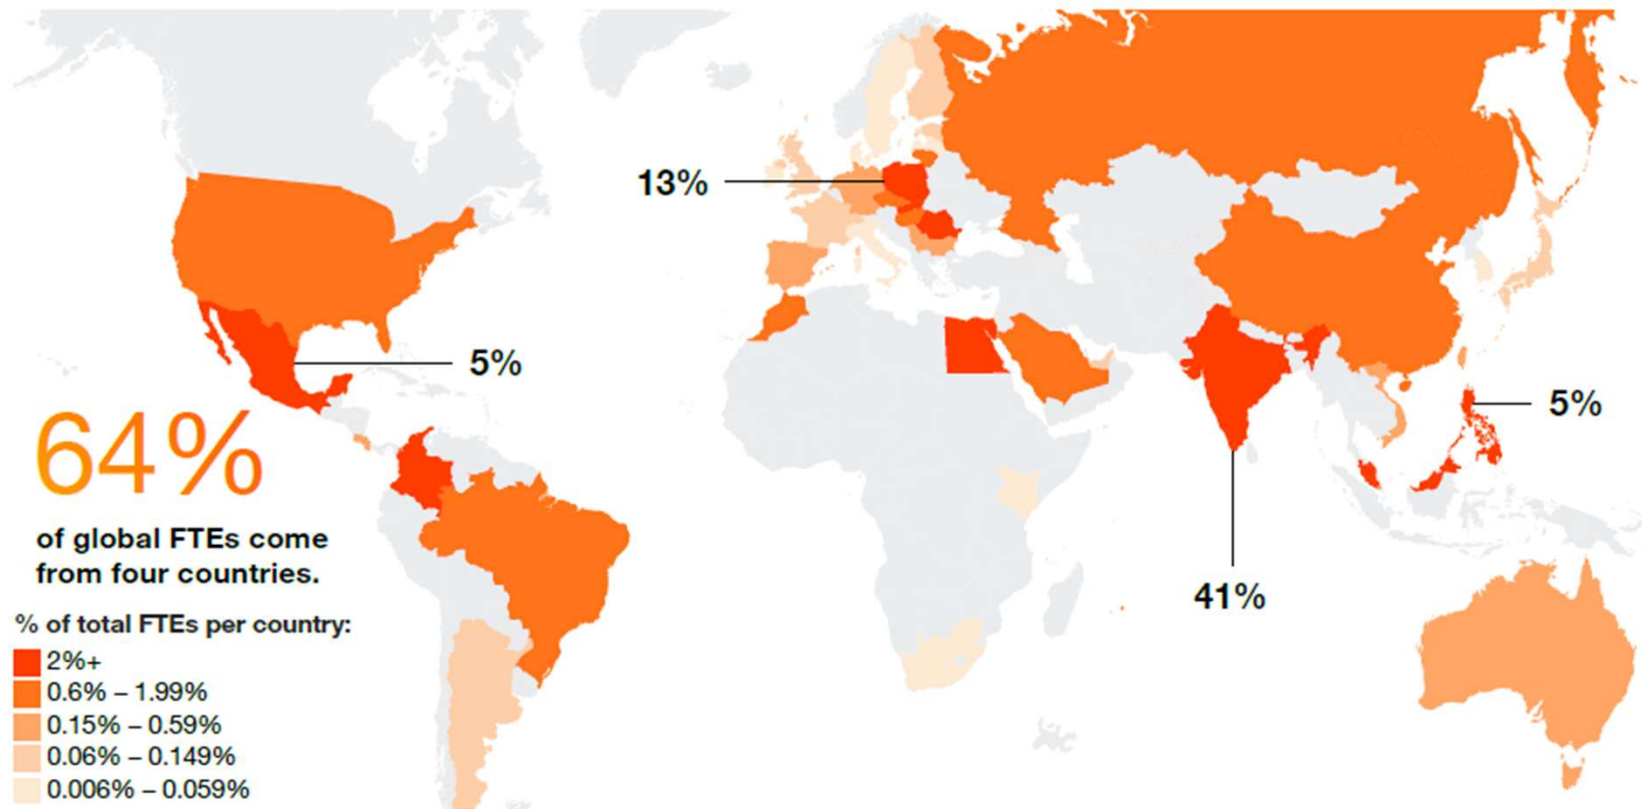 13%
5%
5%
41%
64%
of global FTEs come
from four countries.
% of total FTEs per country:
2%+
0.6% – 1.99%
0.15% – 0.59%
0.06% – 0.149%
0.006% – 0.059%